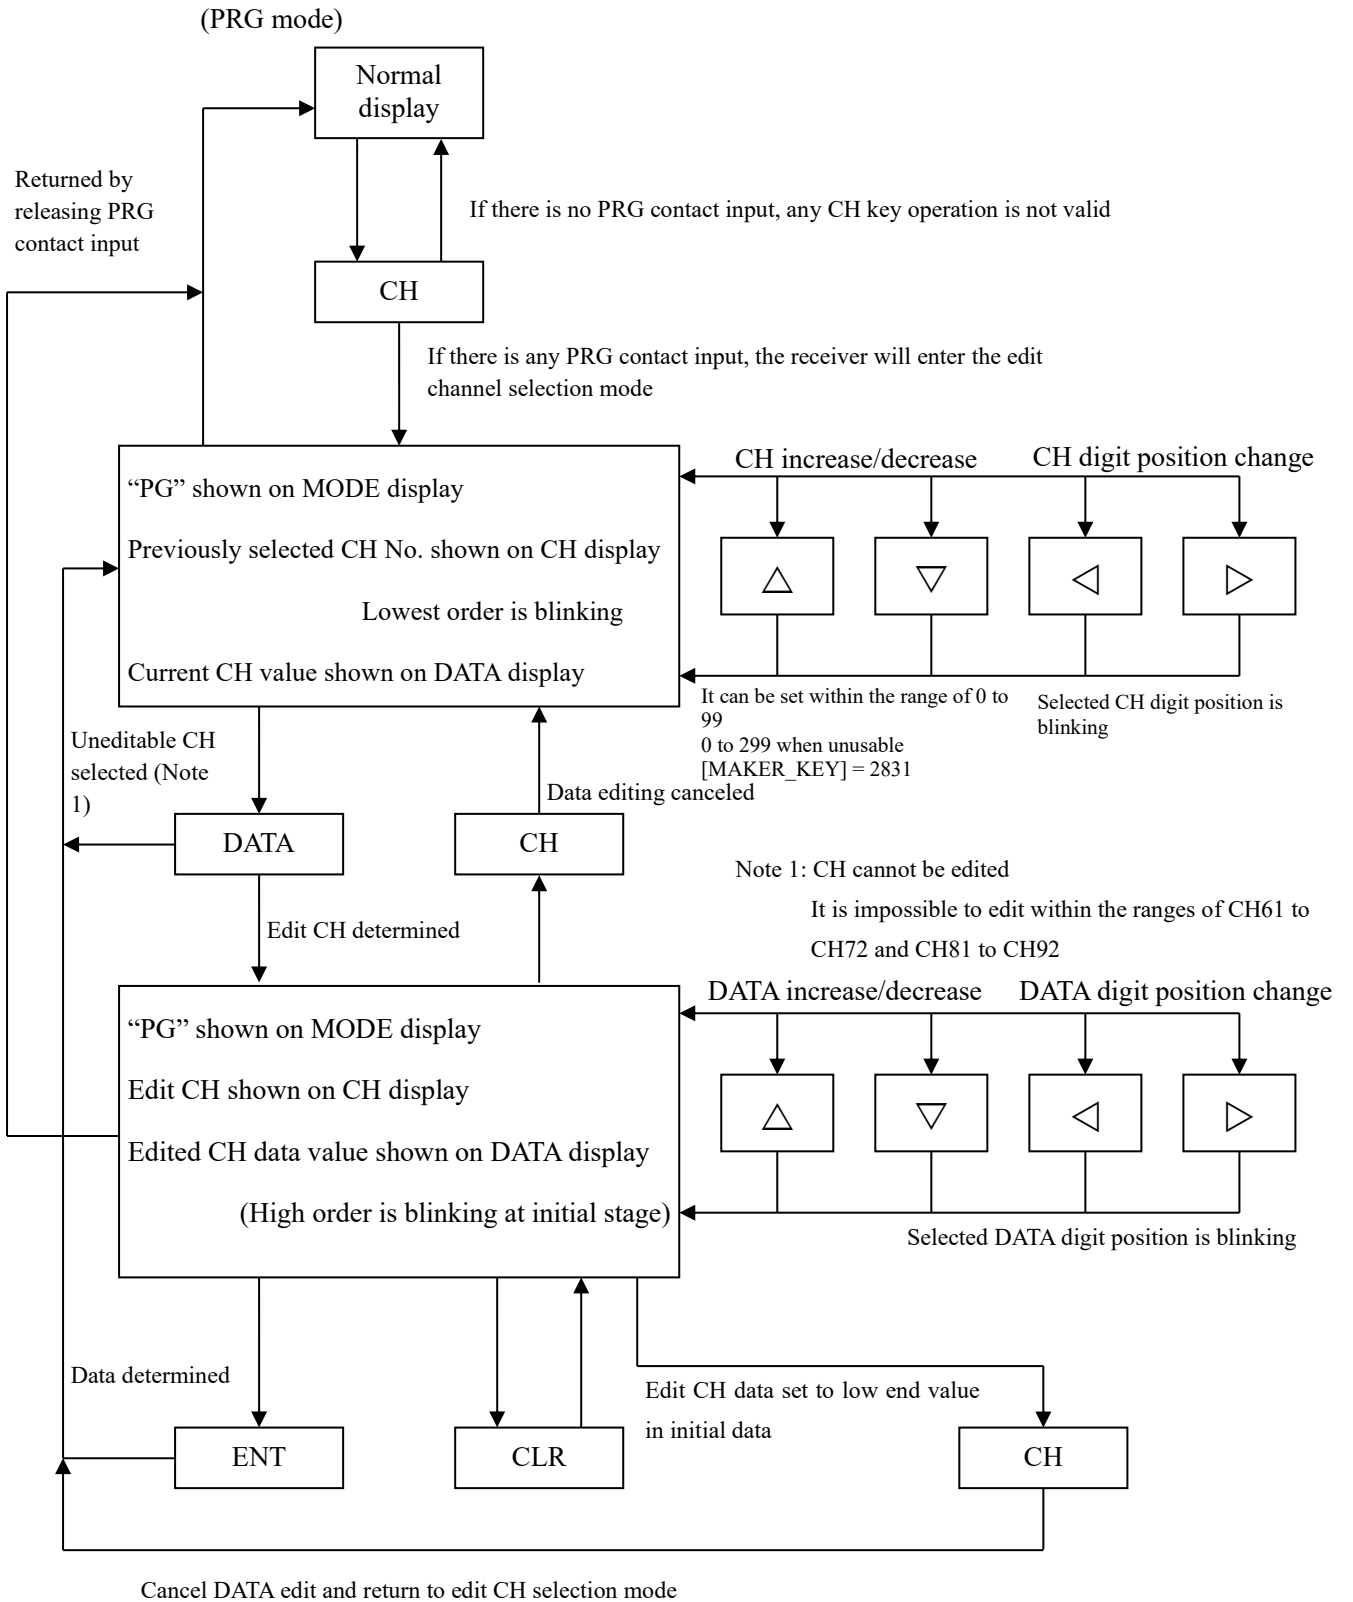 (PRG mode)
Normal
display
Returned by
releasing PRG
contact input
If there is no PRG contact input, any CH key operation is not valid
CH
If there is any PRG contact input, the receiver will enter the edit
channel selection mode
CH increase/decrease
CH digit position change
“PG” shown on MODE display
Previously selected CH No. shown on CH display
Lowest order is blinking
Current CH value shown on DATA display
It can be set within the range of 0 to
99
0 to 299 when unusable
[MAKER_KEY] = 2831
Selected CH digit position is
blinking
Uneditable CH
selected (Note
1)
Data editing canceled
DATA
CH
Note 1: CH cannot be edited
It is impossible to edit within the ranges of CH61 to
CH72 and CH81 to CH92
Edit CH determined
DATA increase/decrease
DATA digit position change
“PG” shown on MODE display
Edit CH shown on CH display
Edited CH data value shown on DATA display
(High order is blinking at initial stage)
Selected DATA digit position is blinking
Data determined
Edit CH data set to low end value
in initial data
ENT
CLR
CH
Cancel DATA edit and return to edit CH selection mode